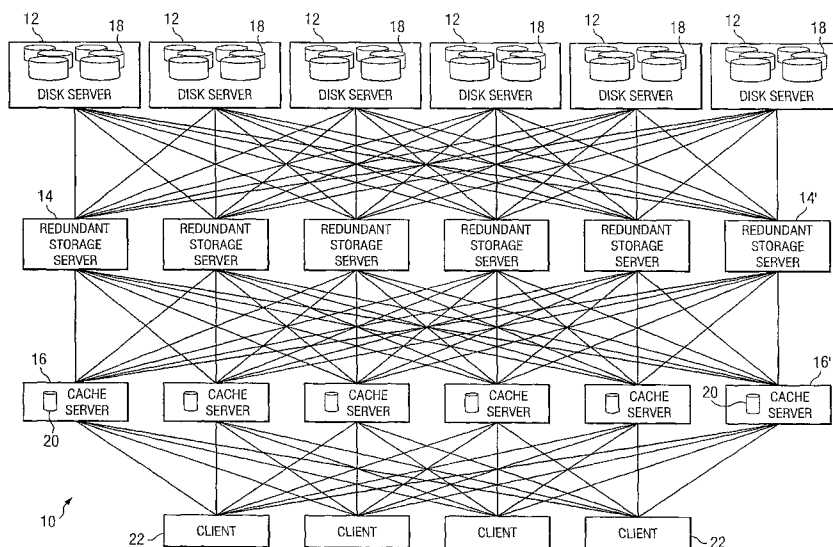 12 18 12 18 12 18 12 18 12 18 12 18
DISK SERVER DISK SERVER DISK SERVER DISK SERVER DISK SERVER DISK SERVER
14 14'
REDUNDANT REDUNDANT REDUNDANT REDUNDANT REDUNDANT REDUNDANT
STORAGE STORAGE STORAGE STORAGE STORAGE STORAGE
SERVER SERVER SERVER SERVER SERVER SERVER
16 16'
CACHE CACHE CACHE CACHE CACHE CACHE
SERVER SERVER SERVER SERVER SERVER SERVER
20 20
10 22 CLIENT CLIENT CLIENT CLIENT 22